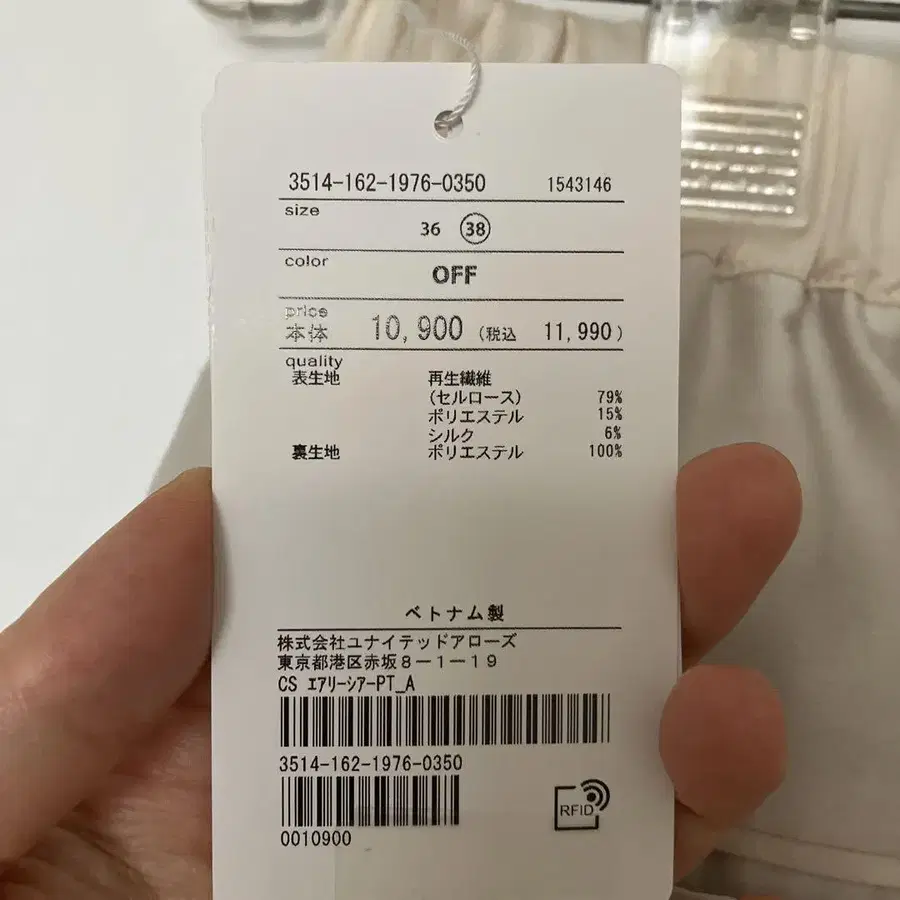 3514-162-1976-0350 1543146
size
36 38
color
OFF
price
本体 10,900 (税込 11,990)
quality
表生地 再生繊維
(セルロース) 79%
ポリエステル 15%
シルク 6%
裏生地 ポリエステル 100%
ベトナム製
株式会社ユナイテッドアローズ
東京都港区赤坂8-1-19
CS ｴｱﾘｰｼｱｰPT_A
3514-162-1976-0350
0010900
RFID